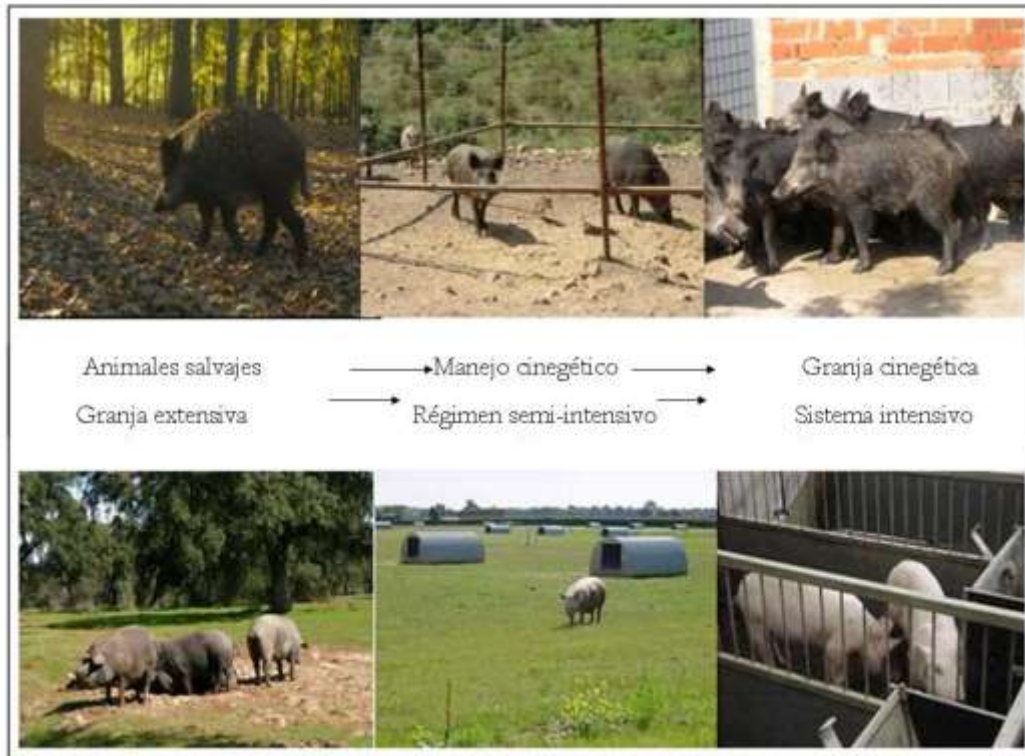 Animales salvajes Manejo cinegético Granja cinegética
Granja extensiva Régimen semi-intensivo Sistema intensivo